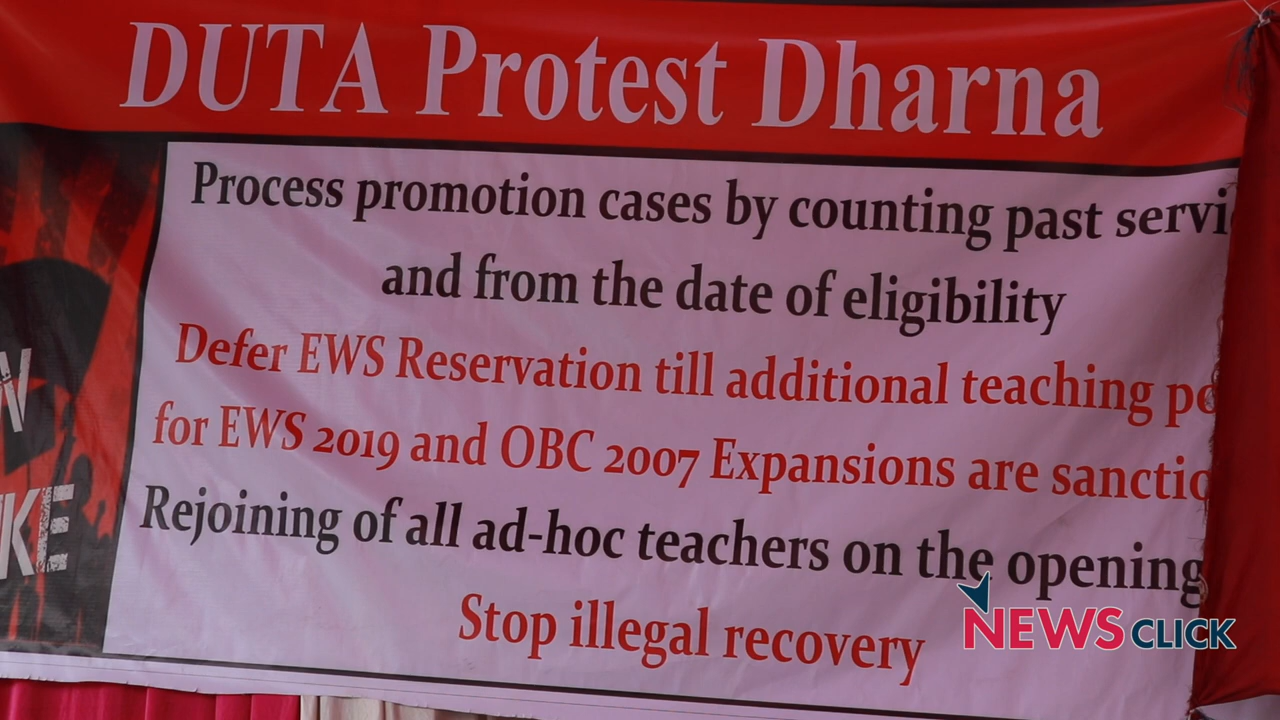 DUTA Protest Dharna
Process promotion cases by counting past servi
and from the date of eligibility
Defer EWS Reservation till additional teaching po
for EWS 2019 and OBC 2007 Expansions are sanctio
Rejoining of all ad-hoc teachers on the opening
Stop illegal recovery
N
KE
NEWSCLICK